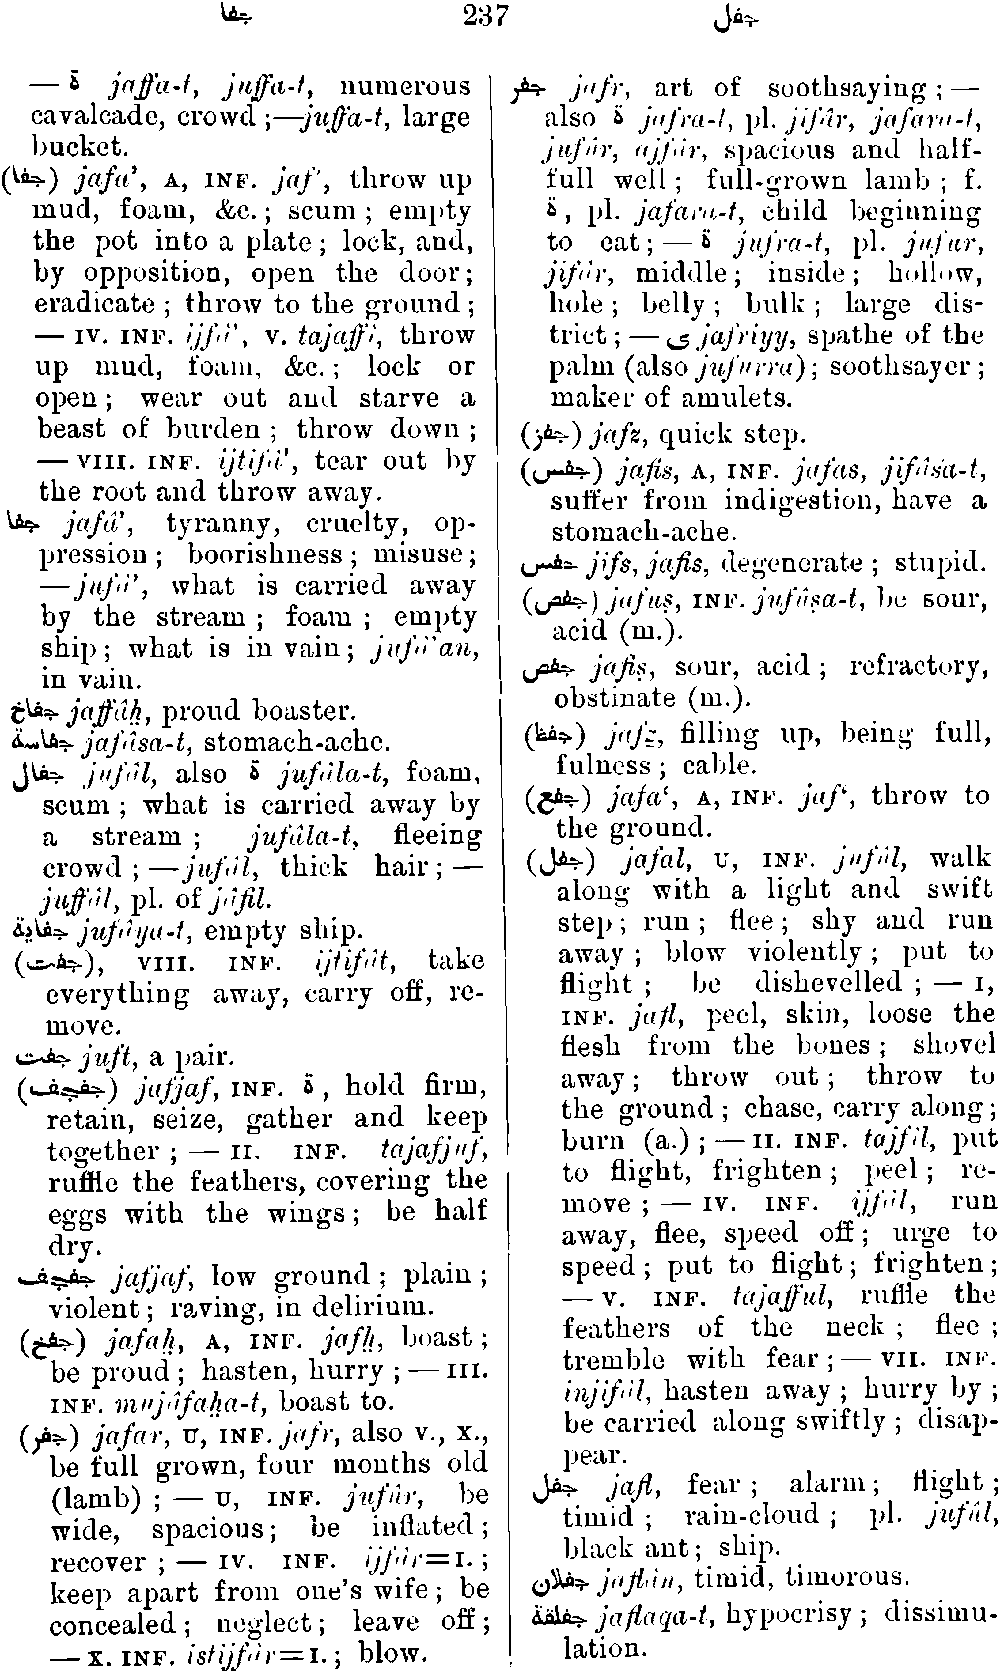 جفا 237 جفل
— ة jaffa-t, juffa-t, numerous
cavalcade, crowd ;—juffa-t, large
bucket.
(جفا) jafa', A, INF. jaf', throw up
mud, foam, &c. ; scum ; empty
the pot into a plate ; lock, and,
by opposition, open the door ;
eradicate ; throw to the ground ;
— IV. INF. ijfâ', V. tajaffi, throw
up mud, foam, &c. ; lock or
open ; wear out and starve a
beast of burden ; throw down ;
— VIII. INF. ijtifâ', tear out by
the root and throw away.
جفا jafâ', tyranny, cruelty, op-
pression ; boorishness ; misuse ;
— jufâ', what is carried away
by the stream ; foam ; empty
ship ; what is in vain ; jufâ'an,
in vain.
جفاخ jaffâḫ, proud boaster.
جفاسة jafâsa-t, stomach-ache.
جفال jufâl, also ة jufâla-t, foam,
scum ; what is carried away by
a stream ; jufâla-t, fleeing
crowd ; —jufâl, thick hair ; —
juffâl, pl. of jâfil.
جفاية jufâya-t, empty ship.
(جفت), VIII. INF. ijtifât, take
everything away, carry off, re-
move.
جفت juft, a pair.
(جفجف) jafjaf, INF. ة, hold firm,
retain, seize, gather and keep
together ; — II. INF. tajafjuf,
ruffle the feathers, covering the
eggs with the wings ; be half
dry.
جفجف jafjaf, low ground ; plain ;
violent ; raving, in delirium.
(جفخ) jafaḫ, A, INF. jafḫ, boast ;
be proud ; hasten, hurry ; — III.
INF. mujâfaḫa-t, boast to.
(جفر) jafar, U, INF. jafr, also V., X.,
be full grown, four months old
(lamb) ; — U, INF. jufûr, be
wide, spacious ; be inflated ;
recover ; — IV. INF. ijfâr=I. ;
keep apart from one's wife ; be
concealed ; neglect ; leave off ;
— X. INF. istijfâr=I. ; blow.
جفر jafr, art of soothsaying ; —
also ة jafra-t, pl. jifâr, jafara-t,
jufâr, ajfâr, spacious and half-
full well ; full-grown lamb ; f.
ة, pl. jafara-t, child beginning
to eat ; — ة jufra-t, pl. jufar,
jifâr, middle ; inside ; hollow,
hole ; belly ; bulk ; large dis-
trict ; — ى jafriyy, spathe of the
palm (also jufurra) ; soothsayer ;
maker of amulets.
(جفز) jafz, quick step.
(جفس) jafis, A, INF. jafas, jifâsa-t,
suffer from indigestion, have a
stomach-ache.
جفس jifs, jafis, degenerate ; stupid.
(جفص) jafuṣ, INF. jufûṣa-t, be sour,
acid (m.).
جفص jafiṣ, sour, acid ; refractory,
obstinate (m.).
(جفظ) jafẓ, filling up, being full,
fulness ; cable.
(جفع) jafa‘, A, INF. jaf‘, throw to
the ground.
(جفل) jafal, U, INF. jufûl, walk
along with a light and swift
step ; run ; flee ; shy and run
away ; blow violently ; put to
flight ; be dishevelled ; — I,
INF. jafl, peel, skin, loose the
flesh from the bones ; shovel
away ; throw out ; throw to
the ground ; chase, carry along ;
burn (a.) ; — II. INF. tajfîl, put
to flight, frighten ; peel ; re-
move ; — IV. INF. ijfâl, run
away, flee, speed off ; urge to
speed ; put to flight ; frighten ;
— V. INF. tajafful, ruffle the
feathers of the neck ; flee ;
tremble with fear ; — VII. INF.
injifâl, hasten away ; hurry by ;
be carried along swiftly ; disap-
pear.
جفل jafl, fear ; alarm ; flight ;
timid ; rain-cloud ; pl. jufûl,
black ant ; ship.
جفلان jaflân, timid, timorous.
جفلقة jaflaqa-t, hypocrisy ; dissimu-
lation.